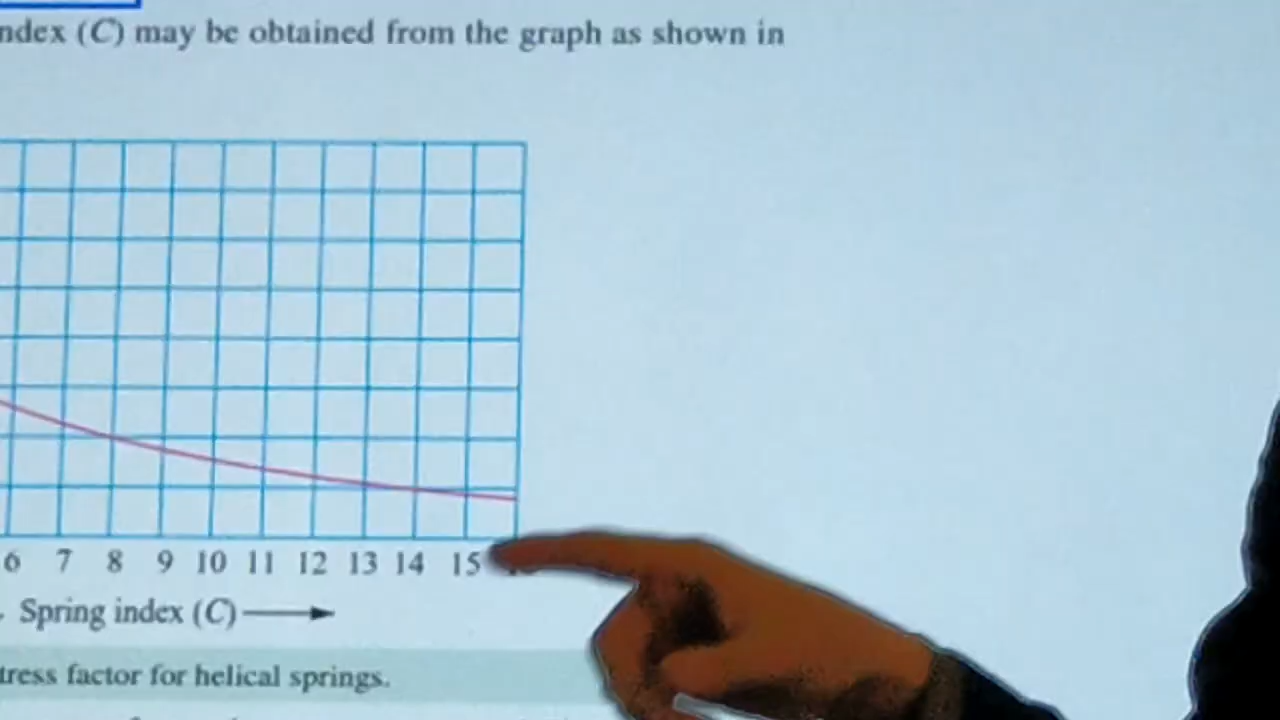 ndex (C) may be obtained from the graph as shown in
6 7 8 9 10 11 12 13 14 15
Spring index (C)
tress factor for helical springs.